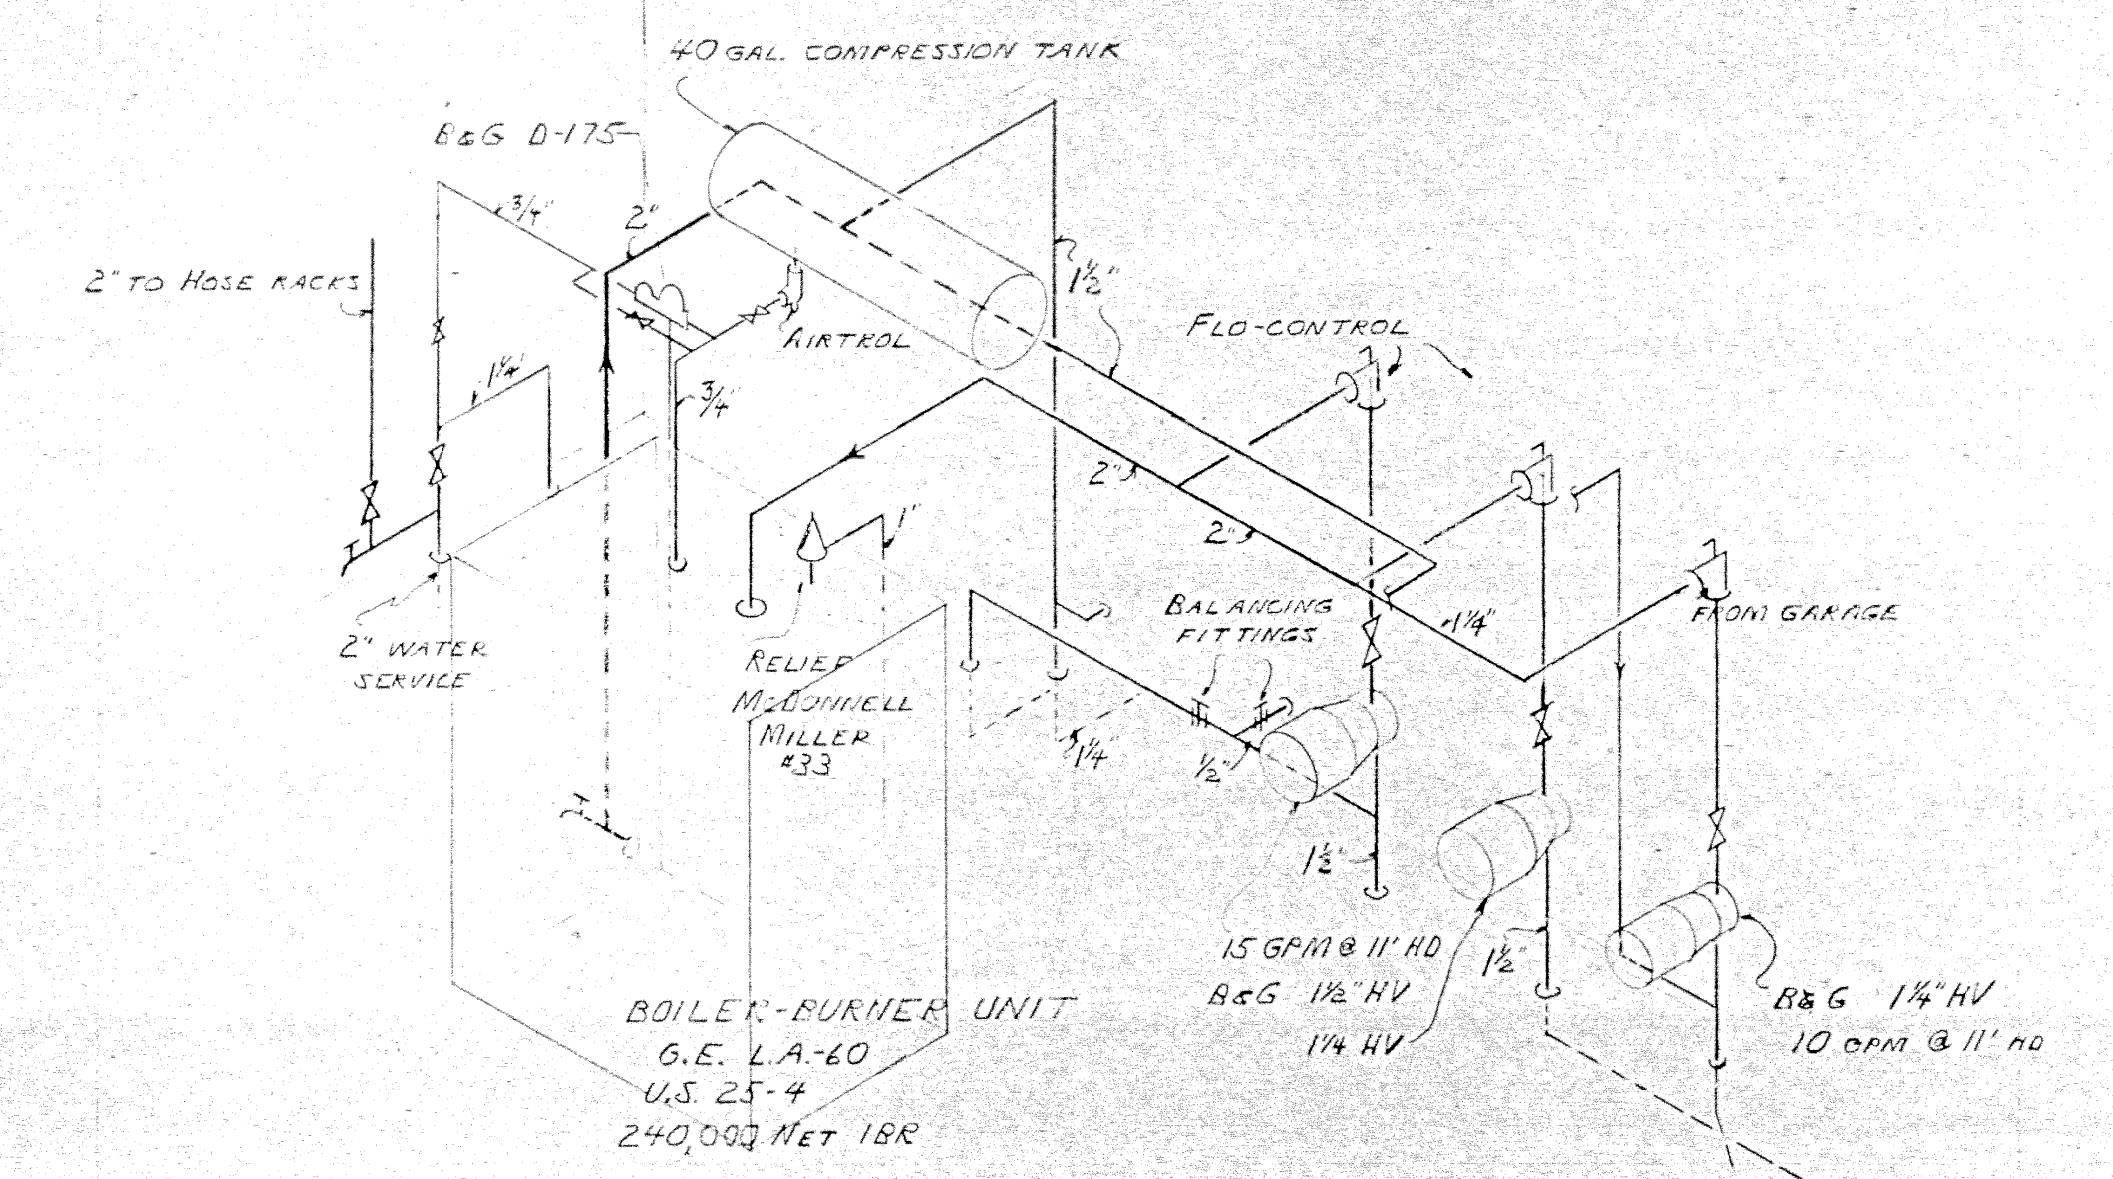 40 GAL. COMPRESSION TANK
B&G D-175
3/4"
2"
2" TO HOSE RACKS
1 1/2"
AIRTROL
FLO-CONTROL
1 1/4"
3/4"
2"
1"
2"
BALANCING
FITTINGS
1 1/4"
FROM GARAGE
2" WATER
SERVICE
RELIEF
McDONNELL
MILLER
#33
1 1/4"
1/2"
1 1/2"
15 GPM @ 11' HD
B&G 1 1/2" HV
1 1/4 HV
1 1/2"
B&G 1 1/4" HV
10 GPM @ 11' HD
BOILER-BURNER UNIT
G.E. L.A.-60
U.S. 25-4
240,000 NET IBR